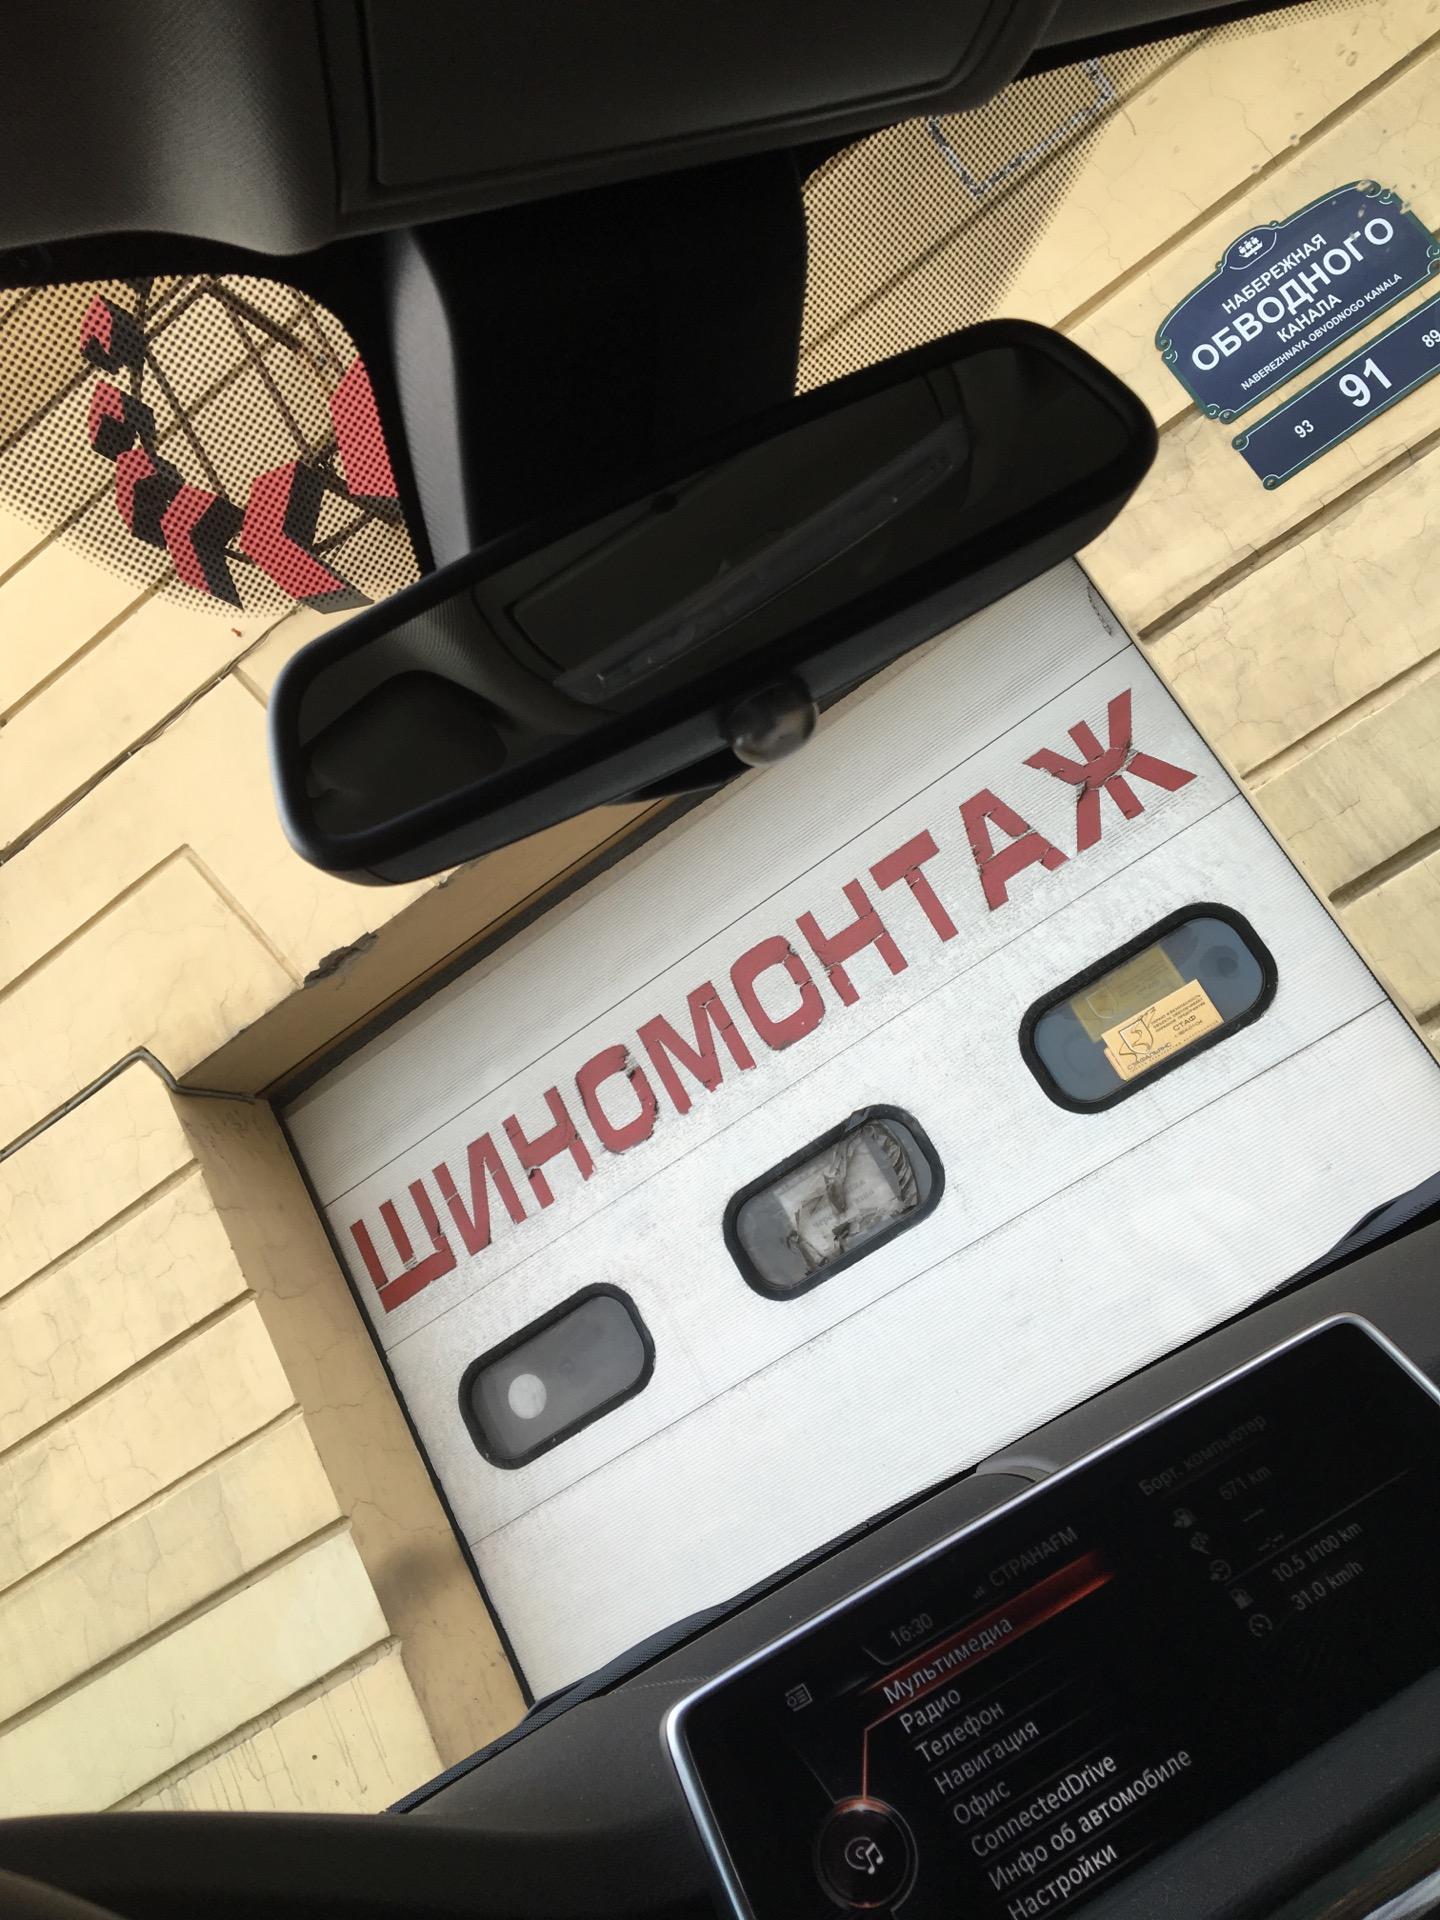 НАБЕРЕЖНАЯ
ОБВОДНОГО
КАНАЛА
NABEREZHNAYA OBVODNOGO KANALA
93 91 89
ШИНОМОНТАЖ
СТАФ
16:30 СТРАНАFM
Мультимедиа
Радио
Телефон
Навигация
Офис
ConnectedDrive
Инфо об автомобиле
Настройки
Борт. компьютер
671 km
---
--:--
10.5 l/100 km
31.0 km/h